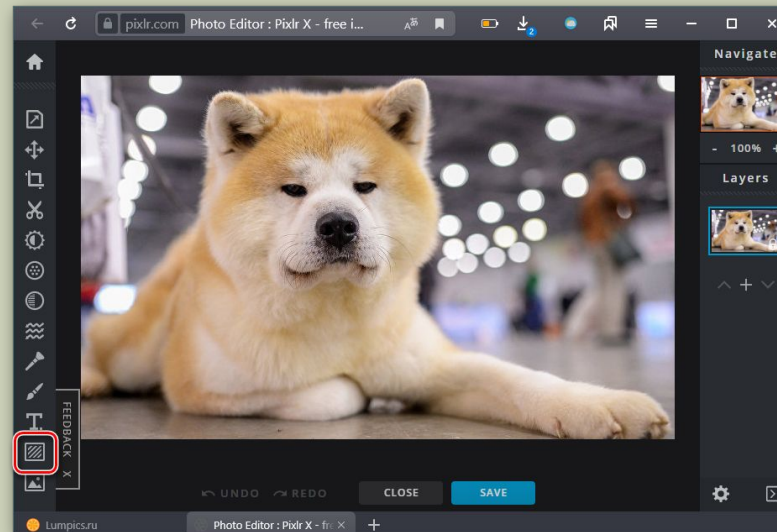 pixlr.com Photo Editor : Pixlr X - free i...
2
Navigate
- 100% +
Layers
T
FEEDBACK X
UNDO REDO CLOSE SAVE
Lumpics.ru Photo Editor : Pixlr X - fre